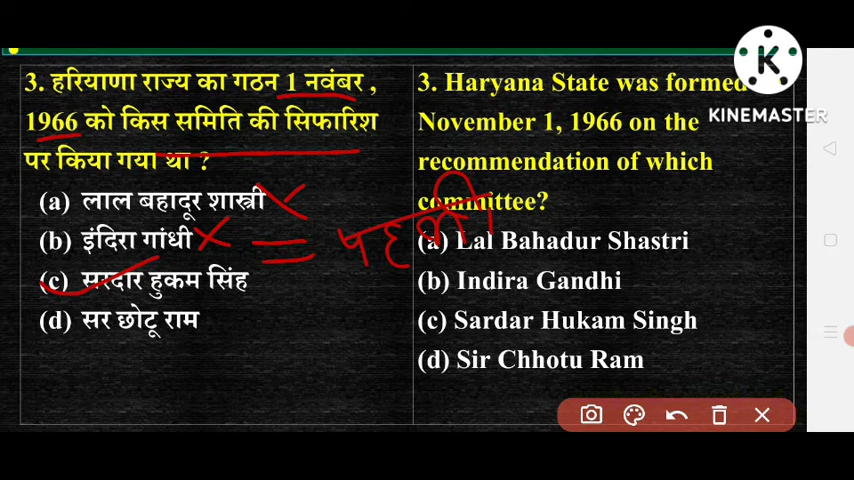 3. हरियाणा राज्य का गठन 1 नवंबर ,
1966 को किस समिति की सिफारिश
पर किया गया था ?
(a) लाल बहादूर शास्त्री
(b) इंदिरा गांधी
(c) सरदार हुकम सिंह
(d) सर छोटू राम
3. Haryana State was formed
November 1, 1966 on the
recommendation of which
committee?
(a) Lal Bahadur Shastri
(b) Indira Gandhi
(c) Sardar Hukam Singh
(d) Sir Chhotu Ram
KINEMASTER